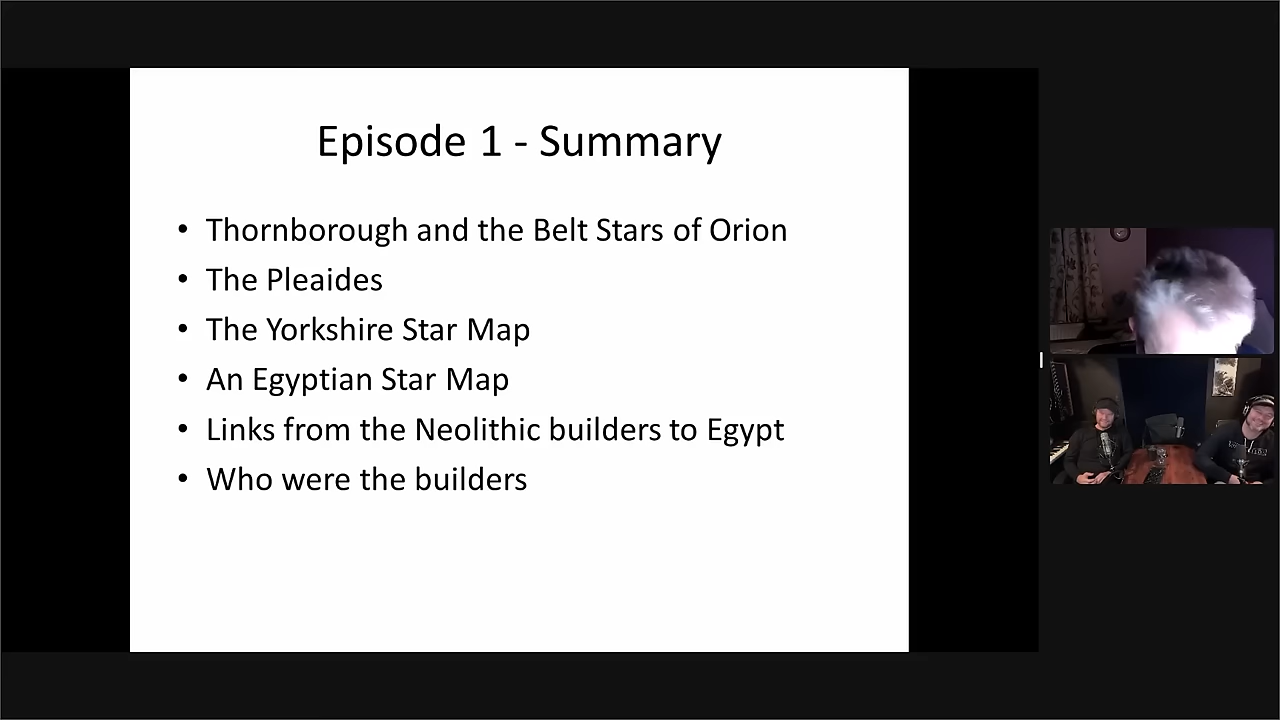 Episode 1 - Summary
• Thornborough and the Belt Stars of Orion
• The Pleaides
• The Yorkshire Star Map
• An Egyptian Star Map
• Links from the Neolithic builders to Egypt
• Who were the builders